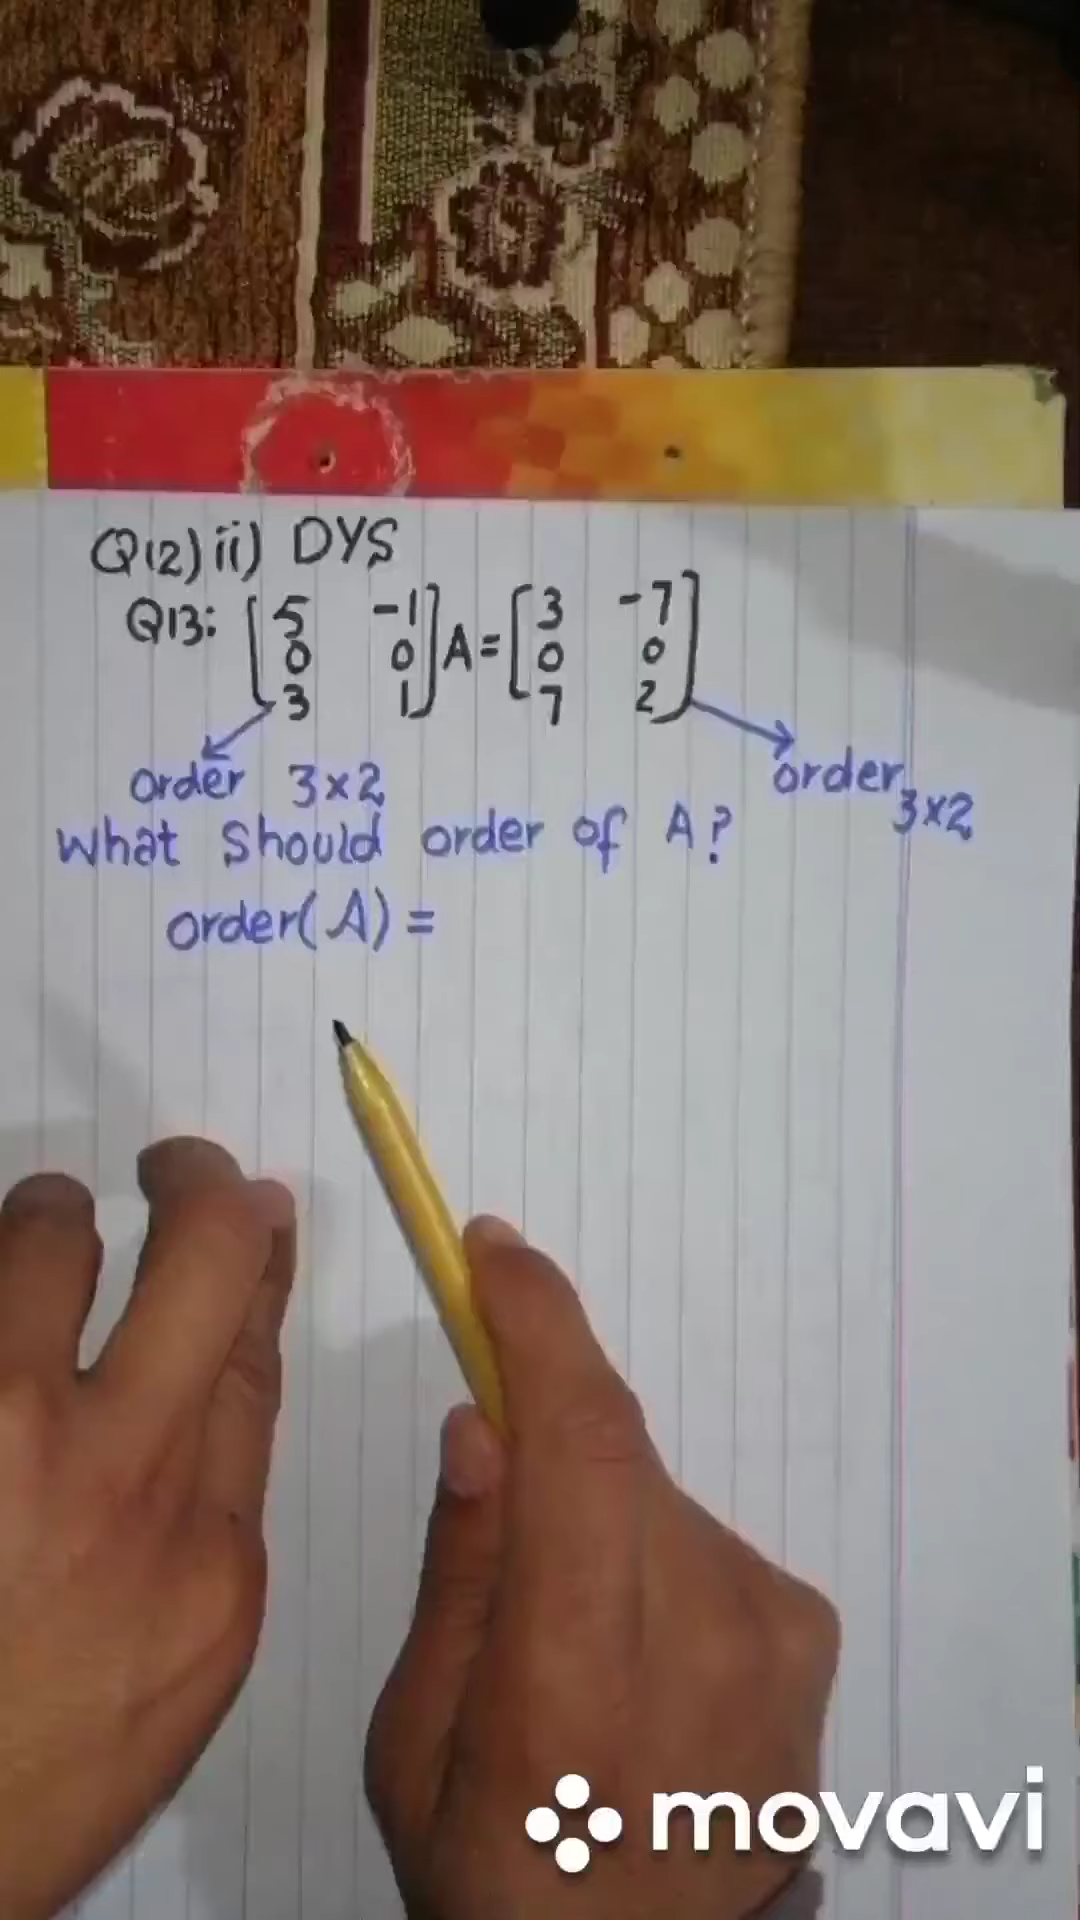 Q12) ii) DYS
Q13: [5 -1] A = [3 -7]
0 0 0 0
3 1 7 2
order 3×2 order 3×2
What should order of A?
order(A) =
movavi